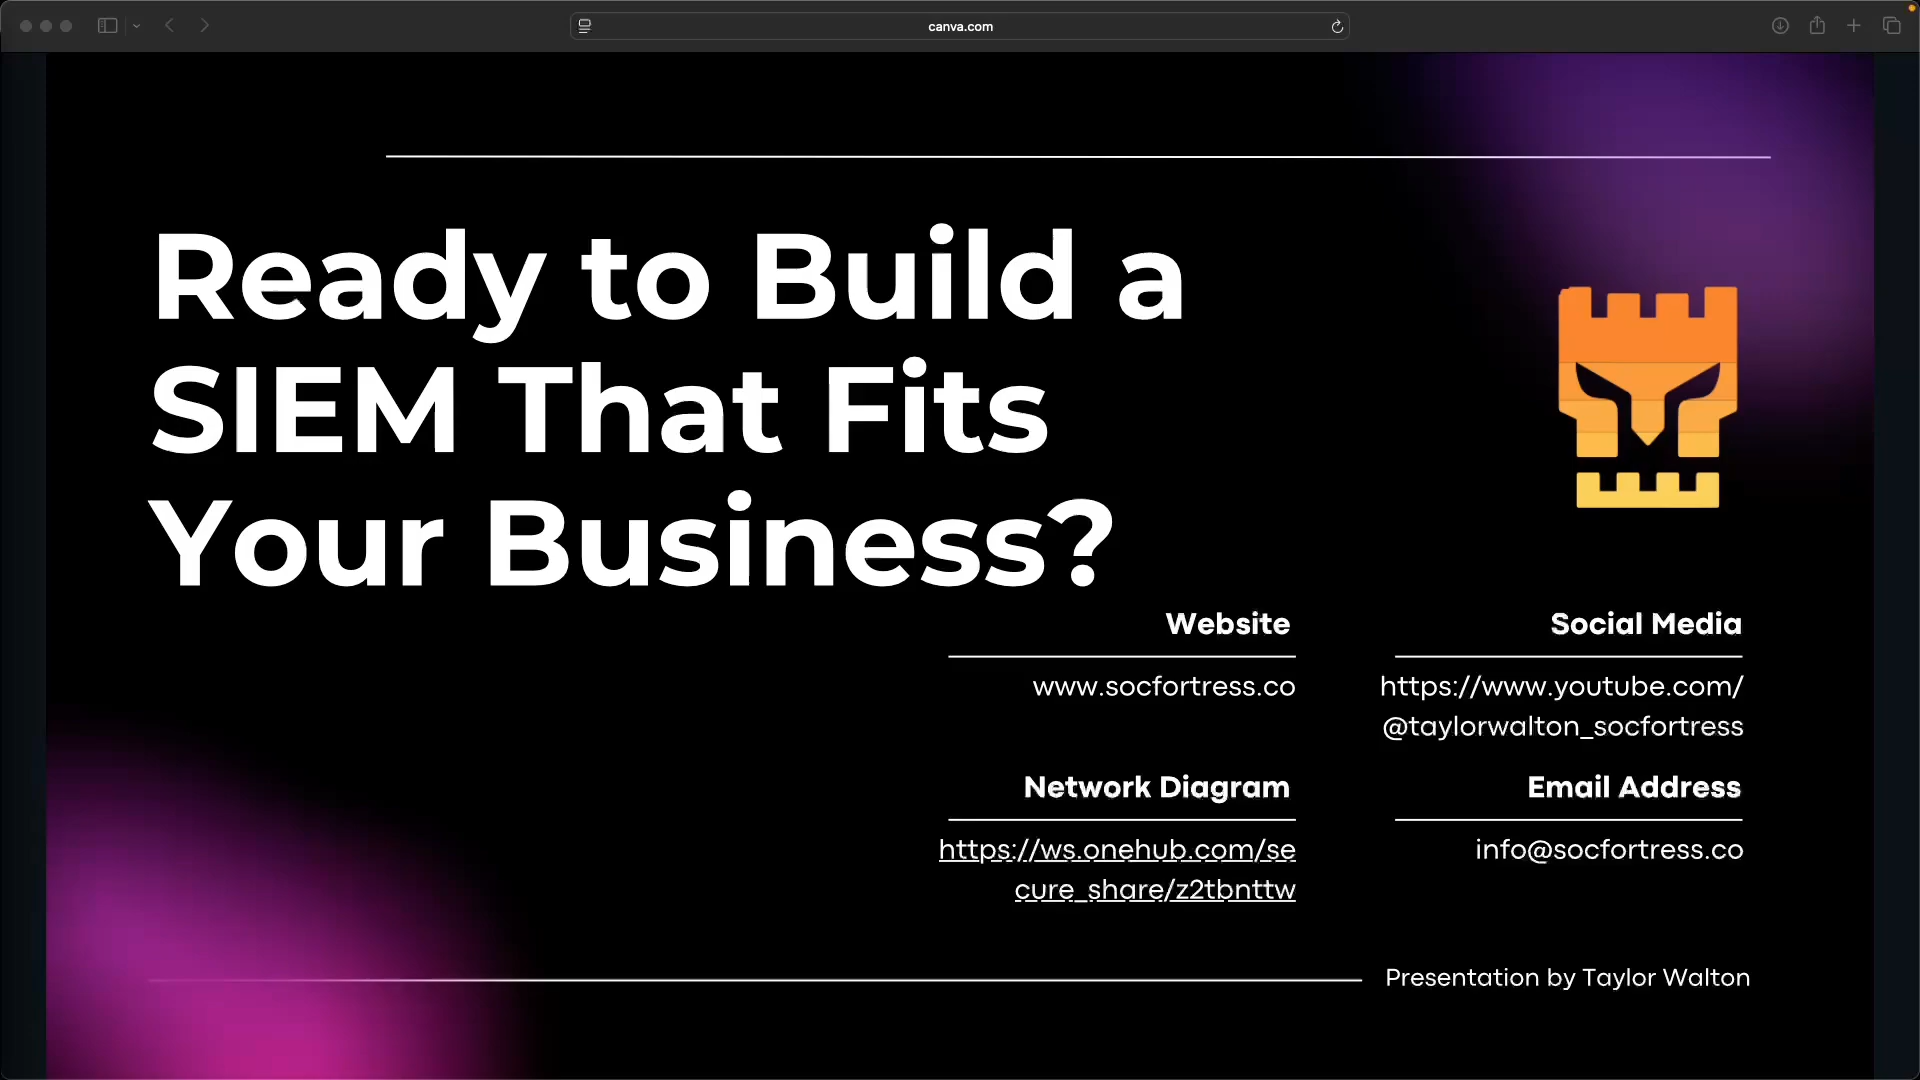 canva.com
Ready to Build a
SIEM That Fits
Your Business?
Website
www.socfortress.co
Social Media
https://www.youtube.com/
@taylorwalton_socfortress
Network Diagram
https://ws.onehub.com/se
cure_share/z2tbnttw
Email Address
info@socfortress.co
Presentation by Taylor Walton